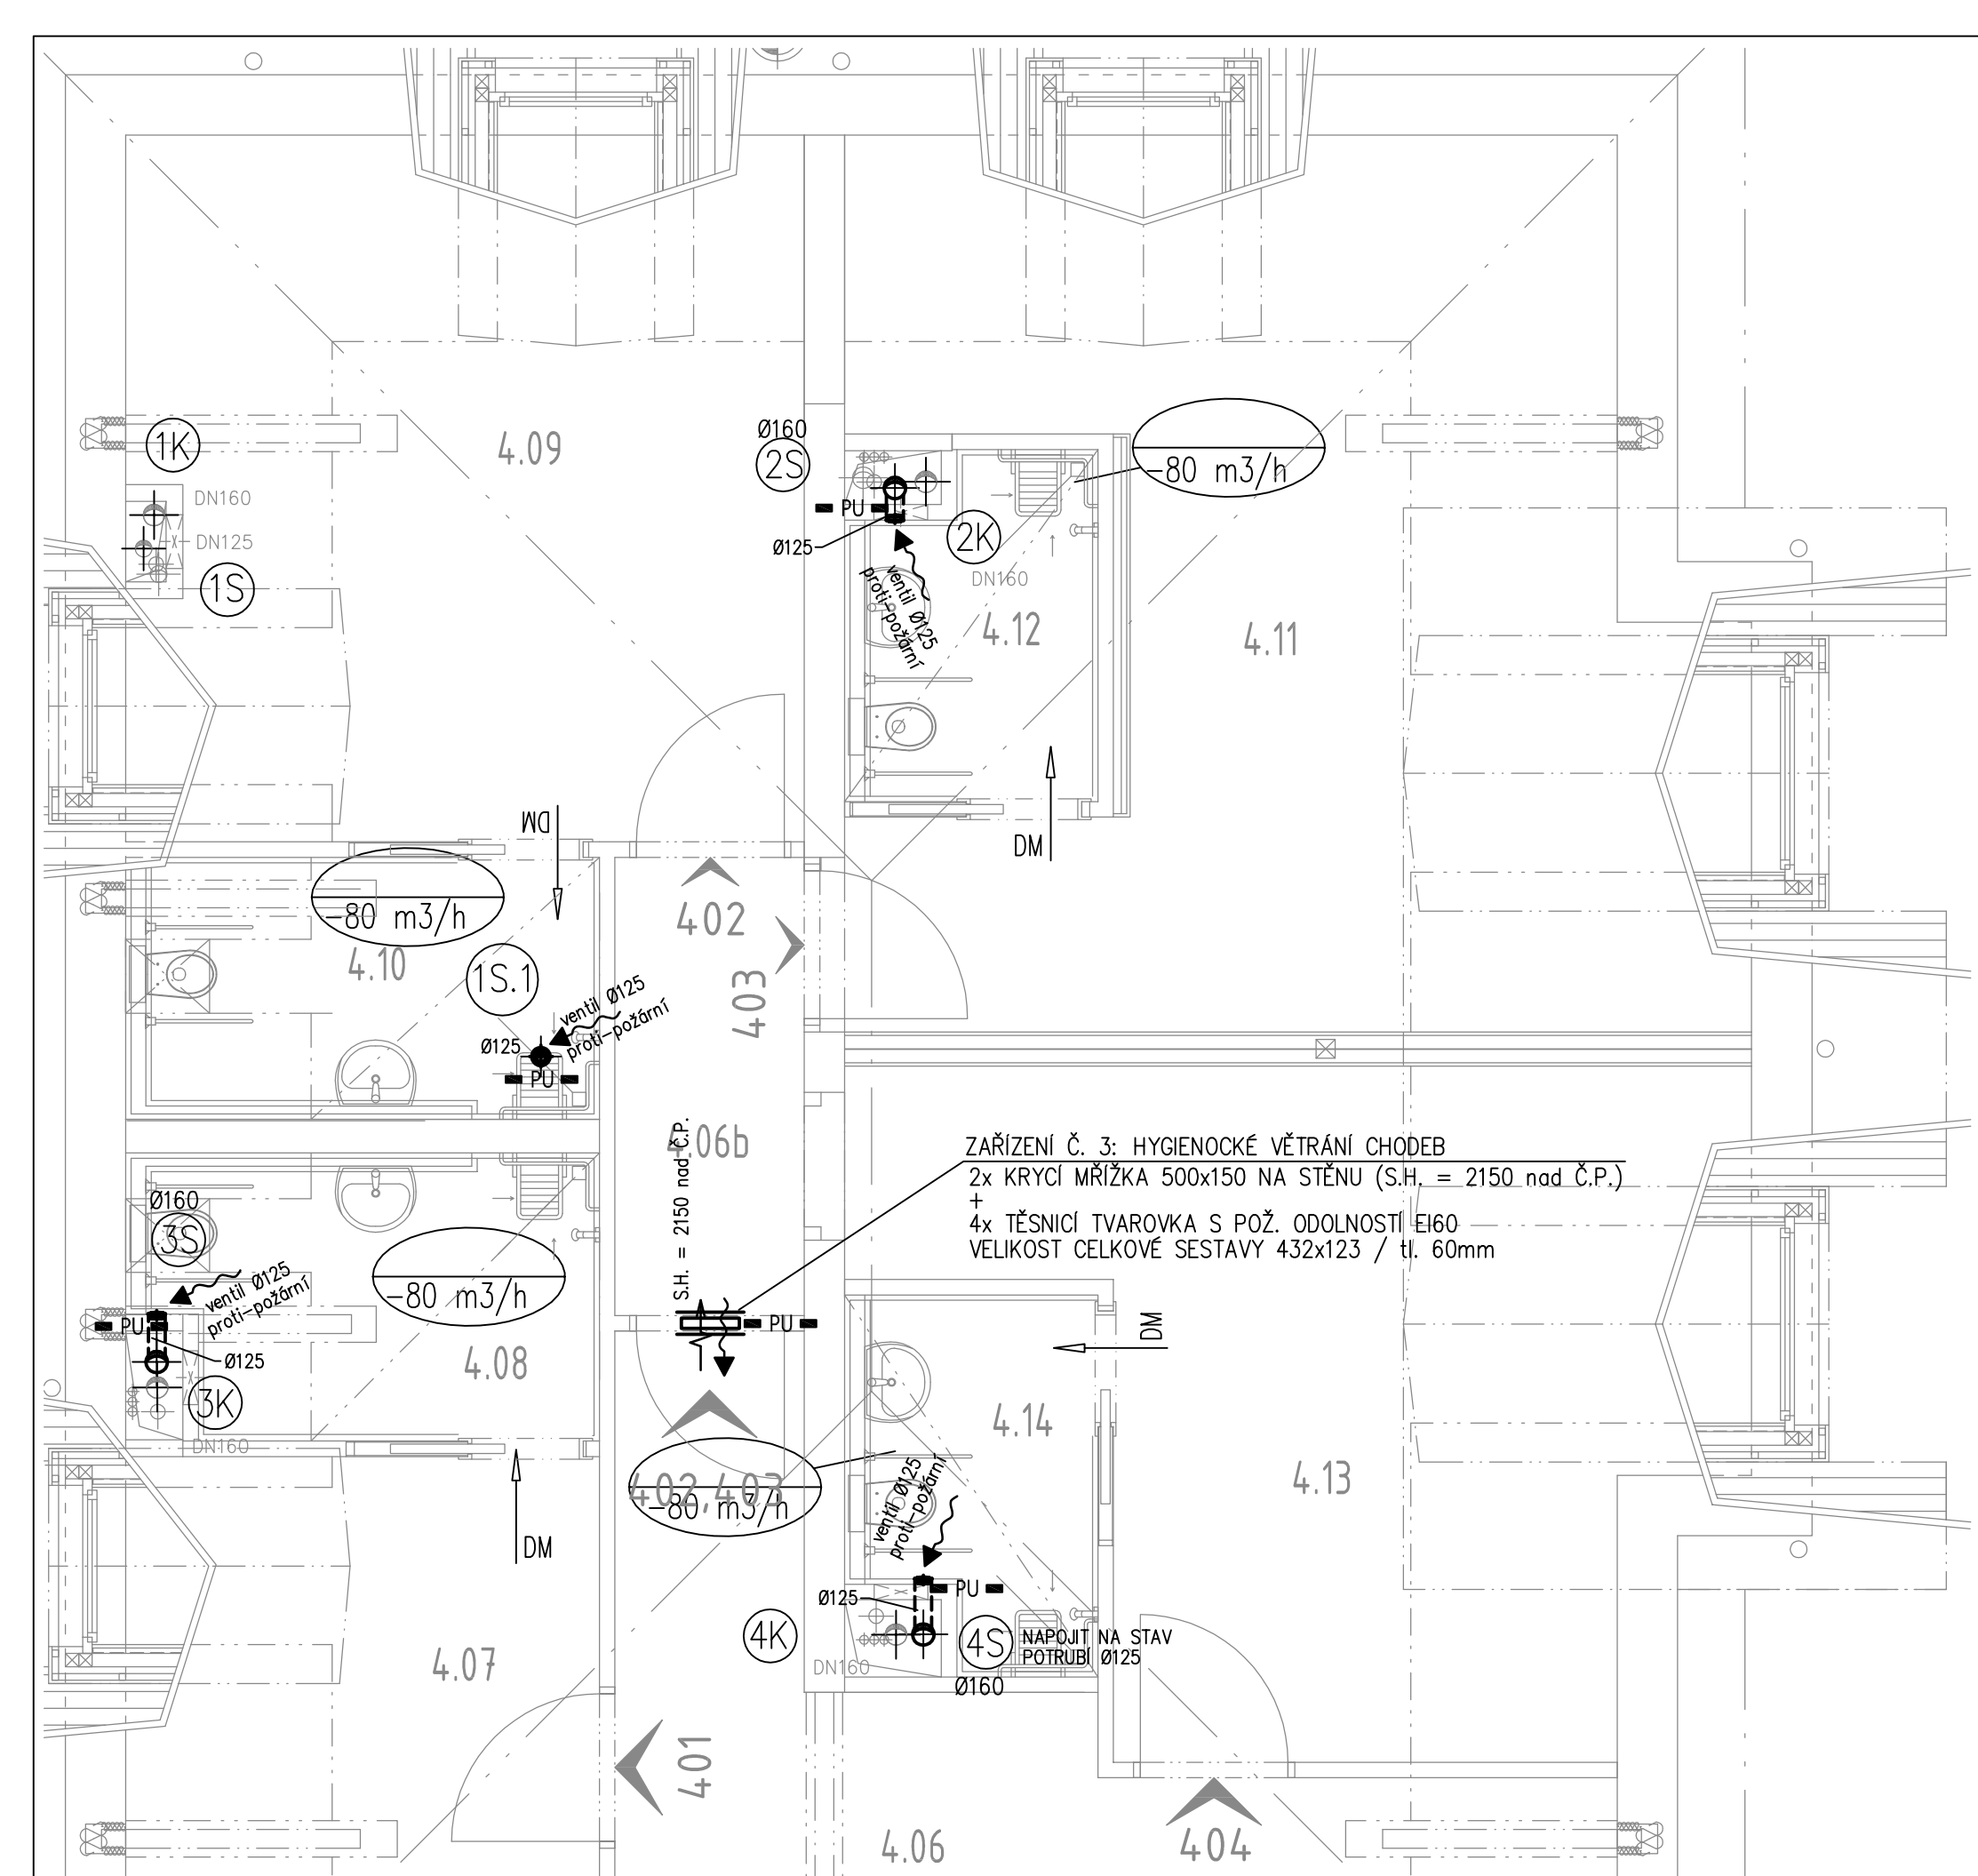 1K
4.09
DN160
DN125
1S
Ø160
2S
PU
Ø125
2K
DN160
ventil Ø125
proti-požární
-80 m3/h
4.12
4.11
DM
DM
-80 m3/h
4.10
1S.1
ventil Ø125
proti-požární
Ø125
PU
402
403
4.06b
S.H. = 2150 nad Č.P.
ZAŘÍZENÍ Č. 3: HYGIENOCKÉ VĚTRÁNÍ CHODEB
2x KRYCÍ MŘÍŽKA 500x150 NA STĚNU (S.H. = 2150 nad Č.P.)
+
4x TĚSNICÍ TVAROVKA S POŽ. ODOLNOSTÍ EI60
VELIKOST CELKOVÉ SESTAVY 432x123 / tl. 60mm
Ø160
3S
ventil Ø125
proti-požární
PU
Ø125
3K
DN160
-80 m3/h
4.08
PU
DM
4.14
4.13
402,403
-80 m3/h
DM
ventil Ø125
proti-požární
PU
Ø125
4K
4S
NAPOJIT NA STAV
POTRUBÍ Ø125
DN160
Ø160
4.07
401
4.06
404